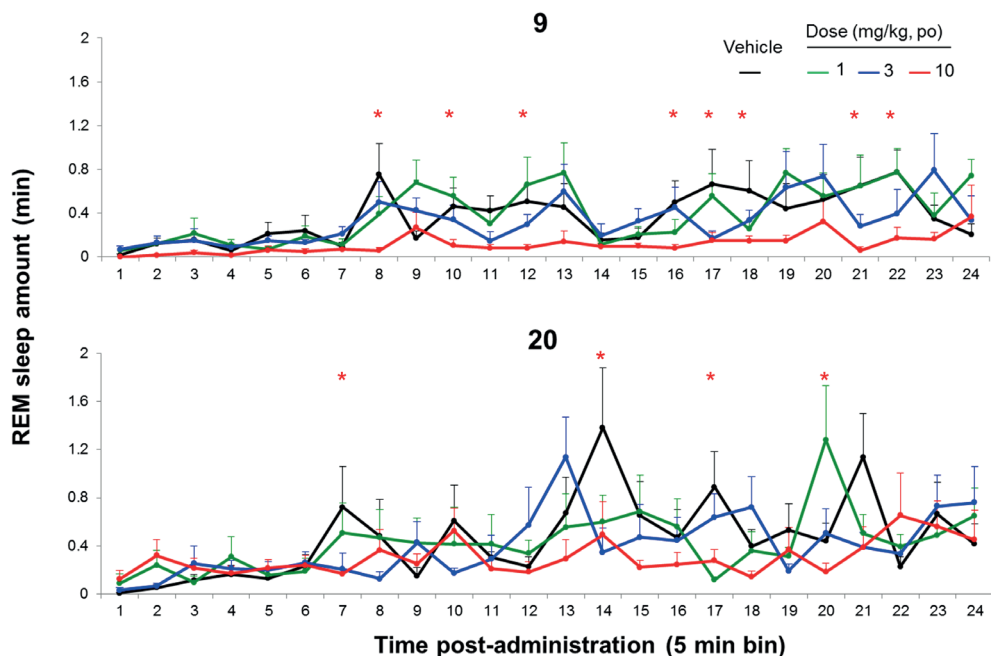 9
Vehicle
Dose (mg/kg, po)
1 3 10
2
1.6
1.2
0.8
0.4
0
* * * * * * * *
1 2 3 4 5 6 7 8 9 10 11 12 13 14 15 16 17 18 19 20 21 22 23 24
REM sleep amount (min)
20
2
1.6
1.2
0.8
0.4
0
* * * *
1 2 3 4 5 6 7 8 9 10 11 12 13 14 15 16 17 18 19 20 21 22 23 24
Time post-administration (5 min bin)